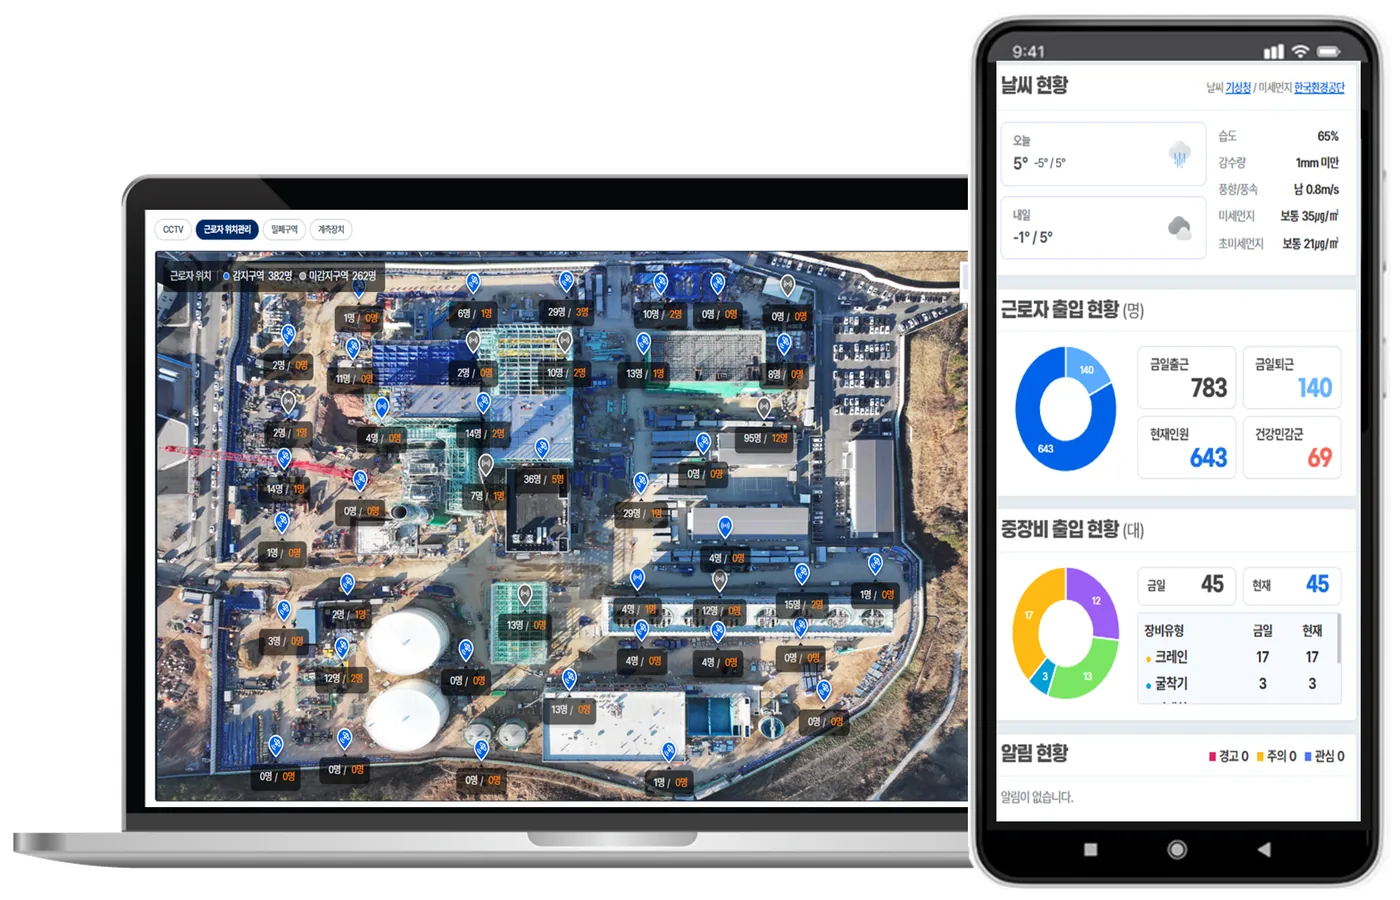 CCTV
근로자 위치관리
밀폐구역
계측장치
근로자 위치 감지구역 382명 미감지구역 262명
1명 / 0명
6명 / 1명
29명 / 3명
10명 / 2명
0명 / 0명
0명 / 0명
2명 / 0명
11명 / 0명
2명 / 0명
10명 / 2명
13명 / 1명
8명 / 0명
2명 / 1명
4명 / 0명
14명 / 2명
95명 / 12명
14명 / 1명
0명 / 0명
7명 / 1명
36명 / 5명
0명 / 0명
29명 / 1명
1명 / 0명
4명 / 0명
2명 / 1명
4명 / 1명
12명 / 0명
15명 / 2명
1명 / 0명
3명 / 0명
13명 / 0명
12명 / 2명
0명 / 0명
4명 / 0명
4명 / 0명
0명 / 0명
13명 / 0명
0명 / 0명
0명 / 0명
0명 / 0명
0명 / 0명
1명 / 0명
9:41
날씨 현황
날씨 기상청 / 미세먼지 한국환경공단
오늘
5° -5° / 5°
내일
-1° / 5°
습도 65%
강수량 1mm 미만
풍향/풍속 남 0.8m/s
미세먼지 보통 35㎍/㎥
초미세먼지 보통 21㎍/㎥
근로자 출입 현황 (명)
140
643
금일출근
783
금일퇴근
140
현재인원
643
건강민감군
69
중장비 출입 현황 (대)
17
12
3
13
금일 45
현재 45
장비유형 금일 현재
크레인 17 17
굴착기 3 3
알림 현황
경고 0 주의 0 관심 0
알림이 없습니다.